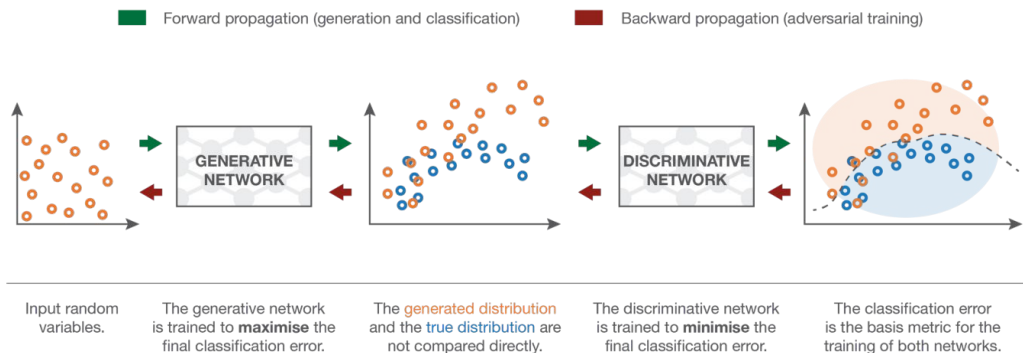 Forward propagation (generation and classification)
Backward propagation (adversarial training)
GENERATIVE
NETWORK
DISCRIMINATIVE
NETWORK
Input random
variables.
The generative network
is trained to maximise the
final classification error.
The generated distribution
and the true distribution are
not compared directly.
The discriminative network
is trained to minimise the
final classification error.
The classification error
is the basis metric for the
training of both networks.